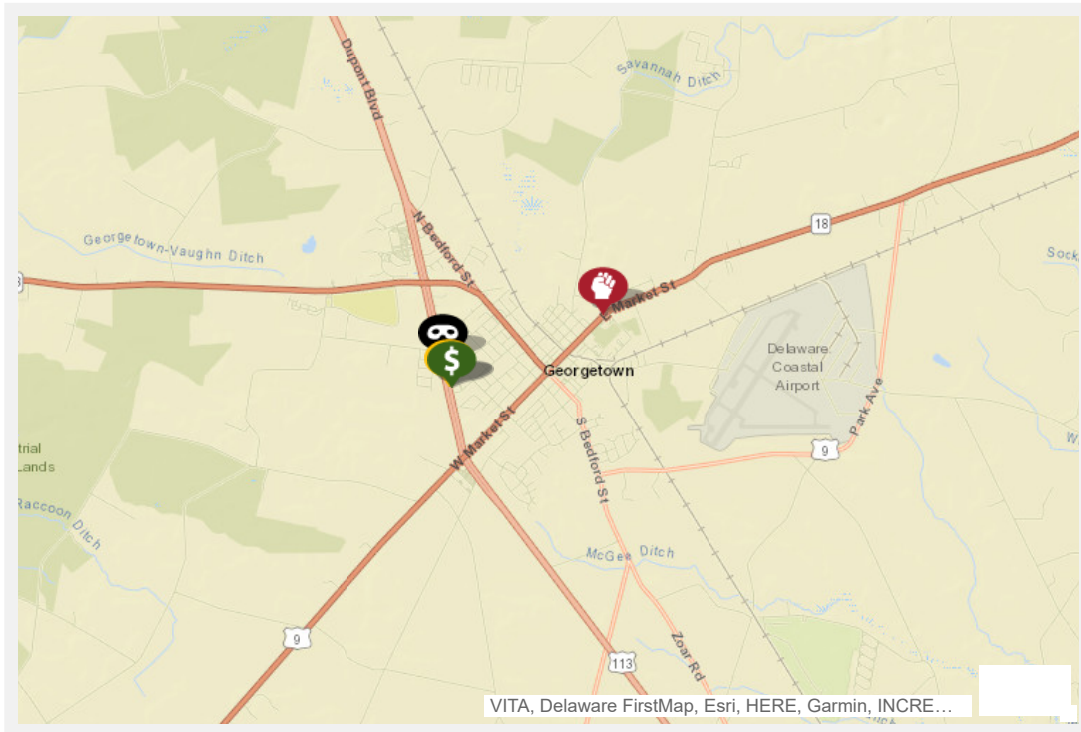 Dupont Blvd
Savannah Ditch
18
N Bedford St
Georgetown-Vaughn Ditch
E Market St
$
Georgetown
Delaware
Coastal
Airport
Park Ave
W Market St
S Bedford St
9
trial
Lands
Raccoon Ditch
McGee Ditch
9
113
Zoar Rd
VITA, Delaware FirstMap, Esri, HERE, Garmin, INCRE…